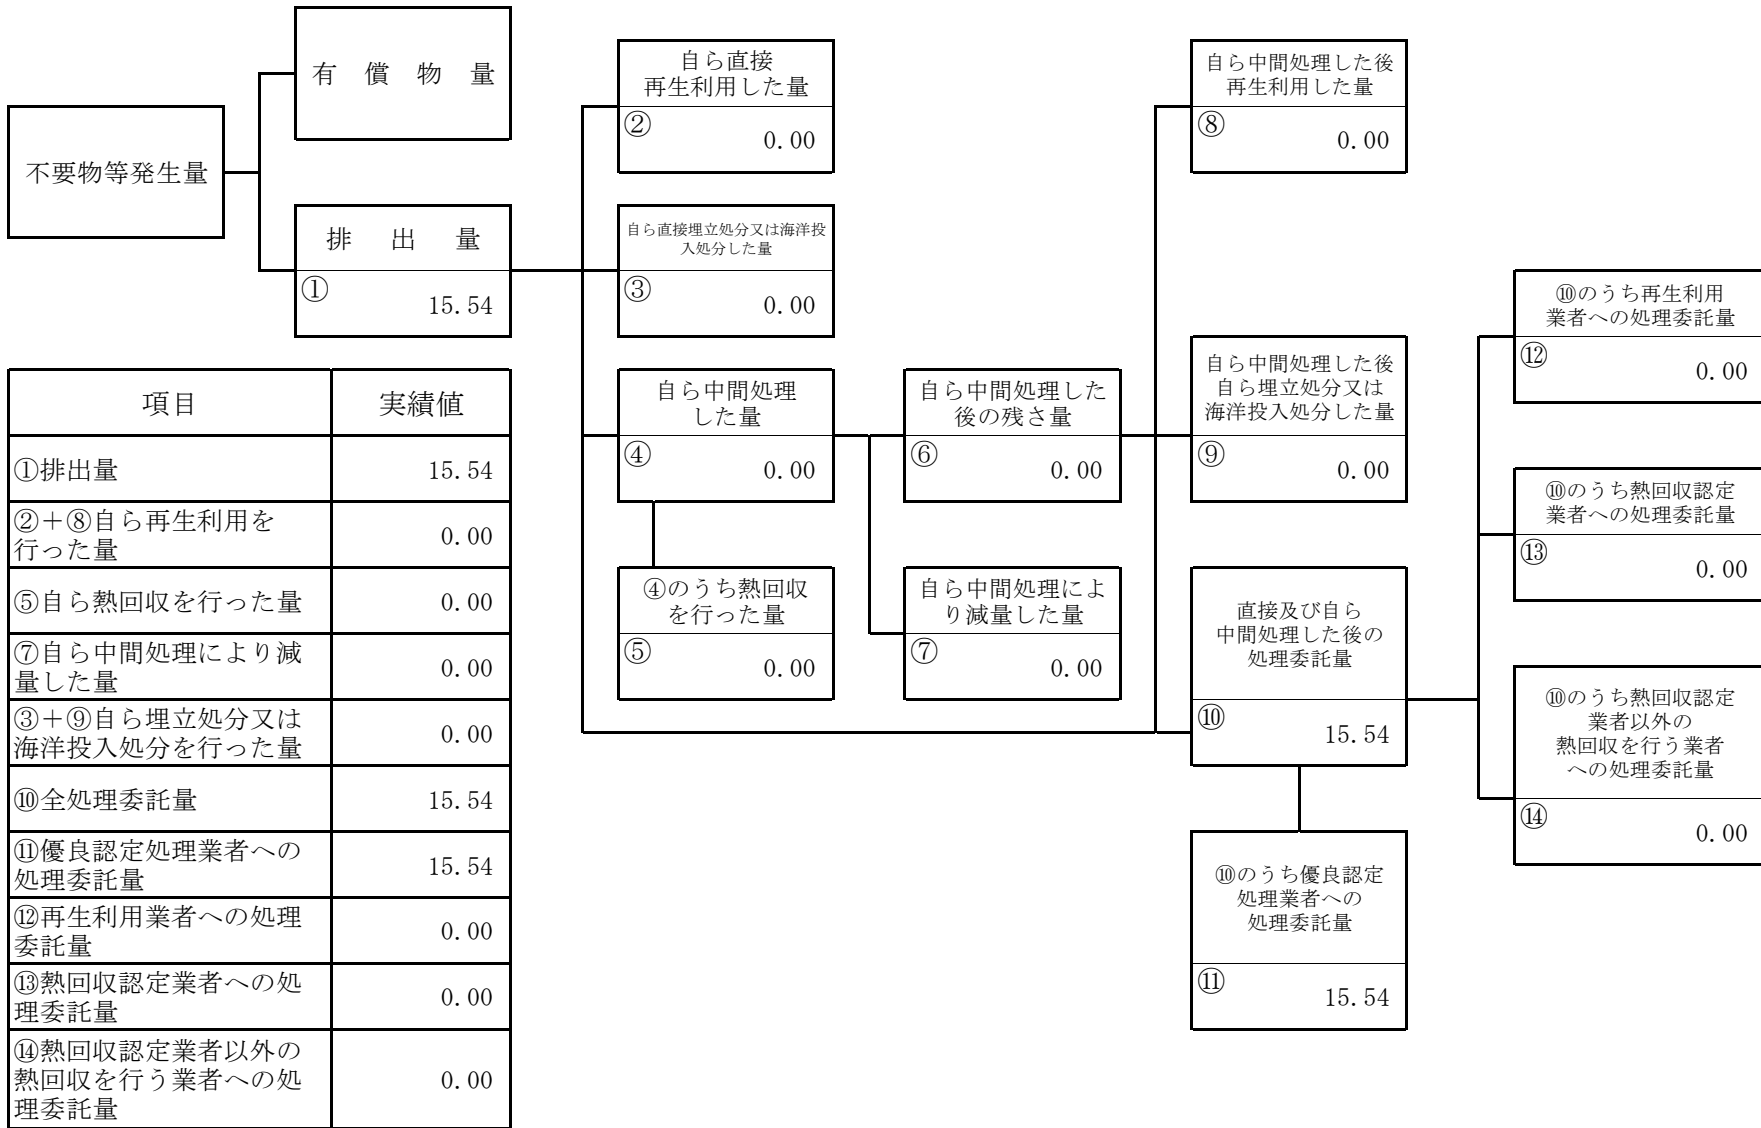 有償物量
不要物等発生量
排出量
①
15.54
自ら直接
再生利用した量
②
0.00
自ら直接埋立処分又は海洋投
入処分した量
③
0.00
自ら中間処理
した量
④
0.00
④のうち熱回収
を行った量
⑤
0.00
自ら中間処理した
後の残さ量
⑥
0.00
自ら中間処理によ
り減量した量
⑦
0.00
自ら中間処理した後
再生利用した量
⑧
0.00
自ら中間処理した後
自ら埋立処分又は
海洋投入処分した量
⑨
0.00
直接及び自ら
中間処理した後の
処理委託量
⑩
15.54
⑩のうち優良認定
処理業者への
処理委託量
⑪
15.54
⑩のうち再生利用
業者への処理委託量
⑫
0.00
⑩のうち熱回収認定
業者への処理委託量
⑬
0.00
⑩のうち熱回収認定
業者以外の
熱回収を行う業者
への処理委託量
⑭
0.00
項目 実績値
①排出量 15.54
②＋⑧自ら再生利用を
行った量 0.00
⑤自ら熱回収を行った量 0.00
⑦自ら中間処理により減
量した量 0.00
③＋⑨自ら埋立処分又は
海洋投入処分を行った量 0.00
⑩全処理委託量 15.54
⑪優良認定処理業者への
処理委託量 15.54
⑫再生利用業者への処理
委託量 0.00
⑬熱回収認定業者への処
理委託量 0.00
⑭熱回収認定業者以外の
熱回収を行う業者への処
理委託量 0.00